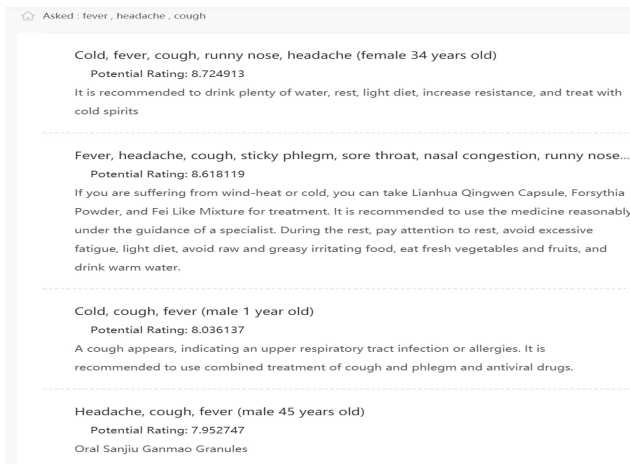 Asked : fever , headache , cough
Cold, fever, cough, runny nose, headache (female 34 years old)
Potential Rating: 8.724913
It is recommended to drink plenty of water, rest, light diet, increase resistance, and treat with
cold spirits
Fever, headache, cough, sticky phlegm, sore throat, nasal congestion, runny nose...
Potential Rating: 8.618119
If you are suffering from wind-heat or cold, you can take Lianhua Qingwen Capsule, Forsythia
Powder, and Fei Like Mixture for treatment. It is recommended to use the medicine reasonably
under the guidance of a specialist. During the rest, pay attention to rest, avoid excessive
fatigue, light diet, avoid raw and greasy irritating food, eat fresh vegetables and fruits, and
drink warm water.
Cold, cough, fever (male 1 year old)
Potential Rating: 8.036137
A cough appears, indicating an upper respiratory tract infection or allergies. It is
recommended to use combined treatment of cough and phlegm and antiviral drugs.
Headache, cough, fever (male 45 years old)
Potential Rating: 7.952747
Oral Sanjiu Ganmao Granules